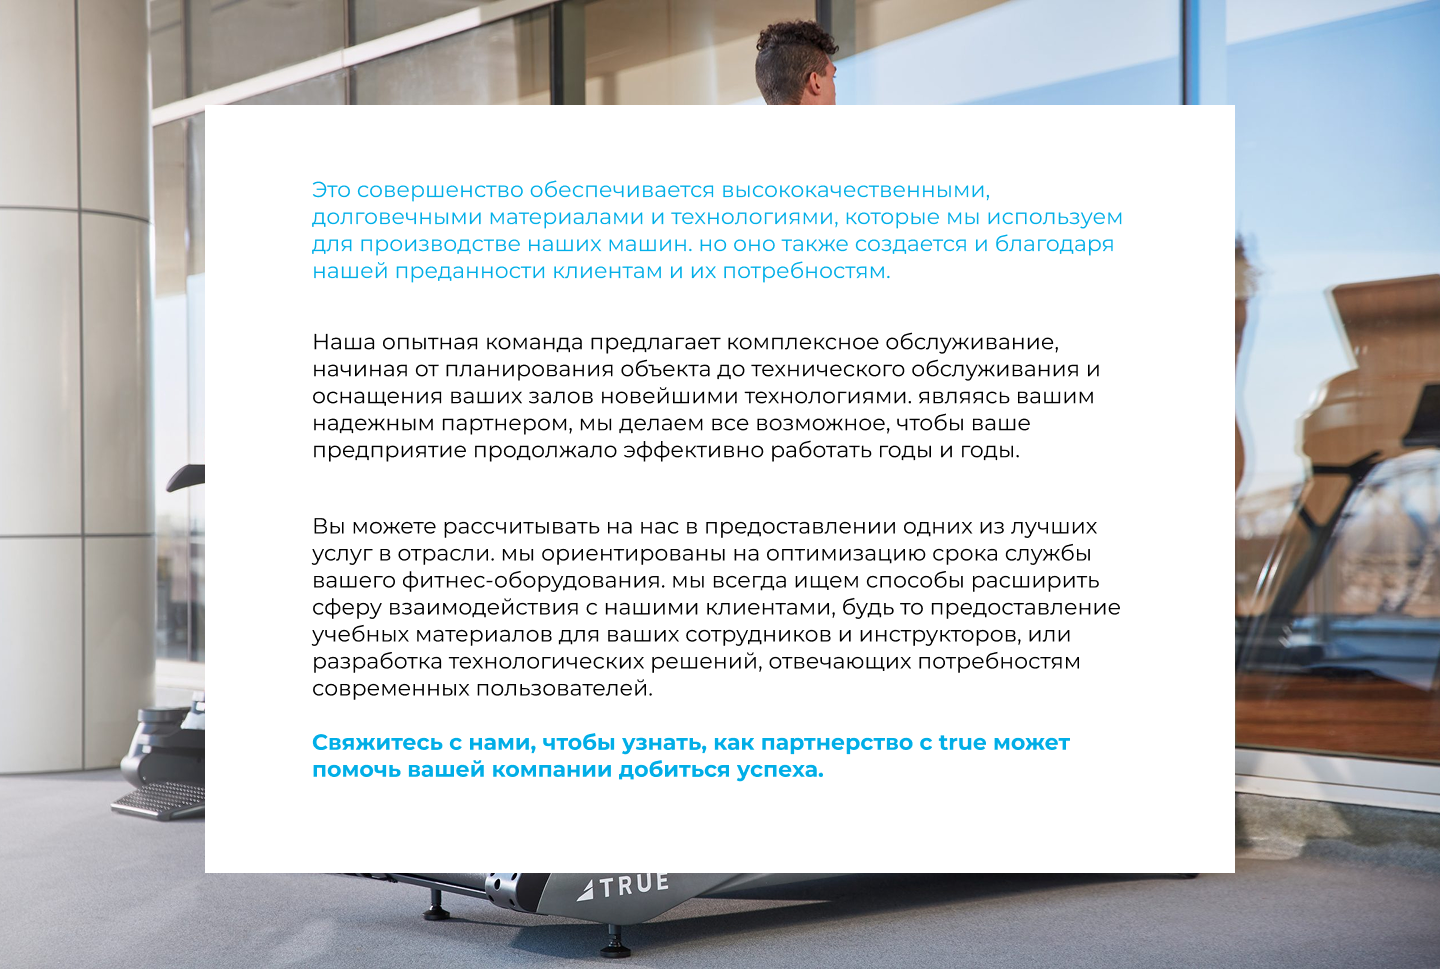 Это совершенство обеспечивается высококачественными,
долговечными материалами и технологиями, которые мы используем
для производстве наших машин. но оно также создается и благодаря
нашей преданности клиентам и их потребностям.
Наша опытная команда предлагает комплексное обслуживание,
начиная от планирования объекта до технического обслуживания и
оснащения ваших залов новейшими технологиями. являясь вашим
надежным партнером, мы делаем все возможное, чтобы ваше
предприятие продолжало эффективно работать годы и годы.
Вы можете рассчитывать на нас в предоставлении одних из лучших
услуг в отрасли. мы ориентированы на оптимизацию срока службы
вашего фитнес-оборудования. мы всегда ищем способы расширить
сферу взаимодействия с нашими клиентами, будь то предоставление
учебных материалов для ваших сотрудников и инструкторов, или
разработка технологических решений, отвечающих потребностям
современных пользователей.
Свяжитесь с нами, чтобы узнать, как партнерство с true может
помочь вашей компании добиться успеха.
TRUE